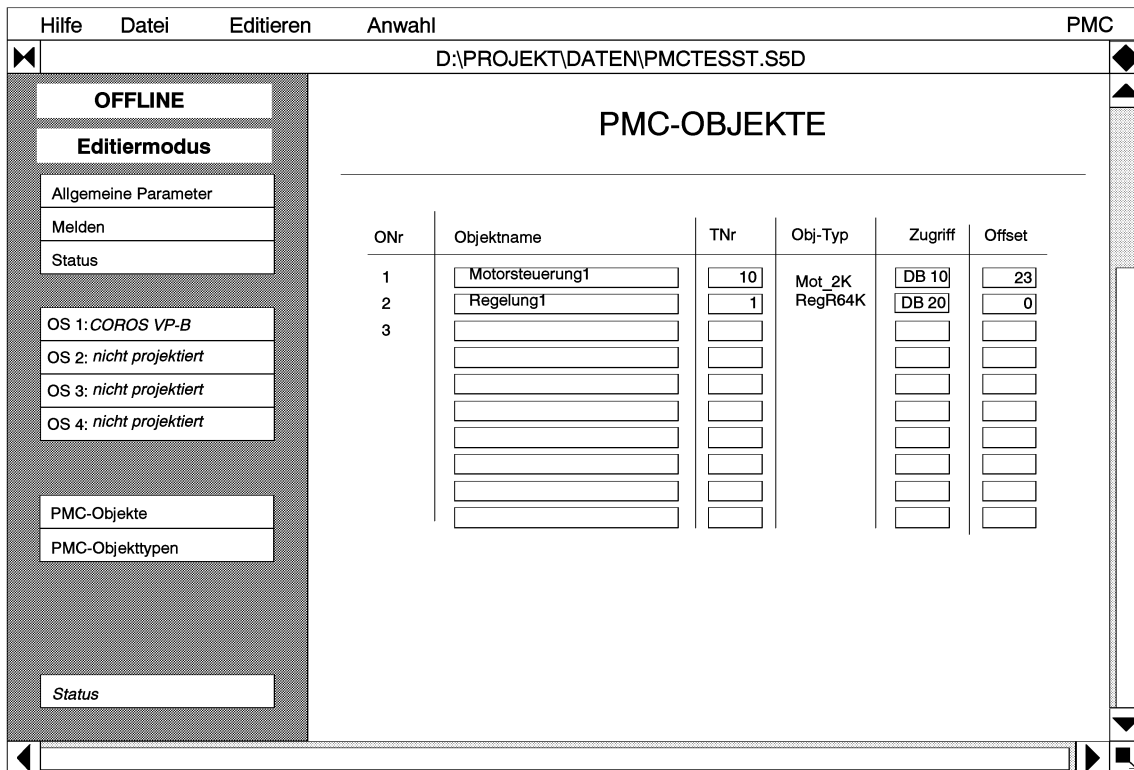 Hilfe Datei Editieren Anwahl PMC
D:\PROJEKT\DATEN\PMCTESST.S5D
OFFLINE
Editiermodus
Allgemeine Parameter
Melden
Status
OS 1: COROS VP-B
OS 2: nicht projektiert
OS 3: nicht projektiert
OS 4: nicht projektiert
PMC-Objekte
PMC-Objekttypen
Status
PMC-OBJEKTE
ONr Objektname TNr Obj-Typ Zugriff Offset
1 Motorsteuerung1 10 Mot_2K DB 10 23
2 Regelung1 1 RegR64K DB 20 0
3